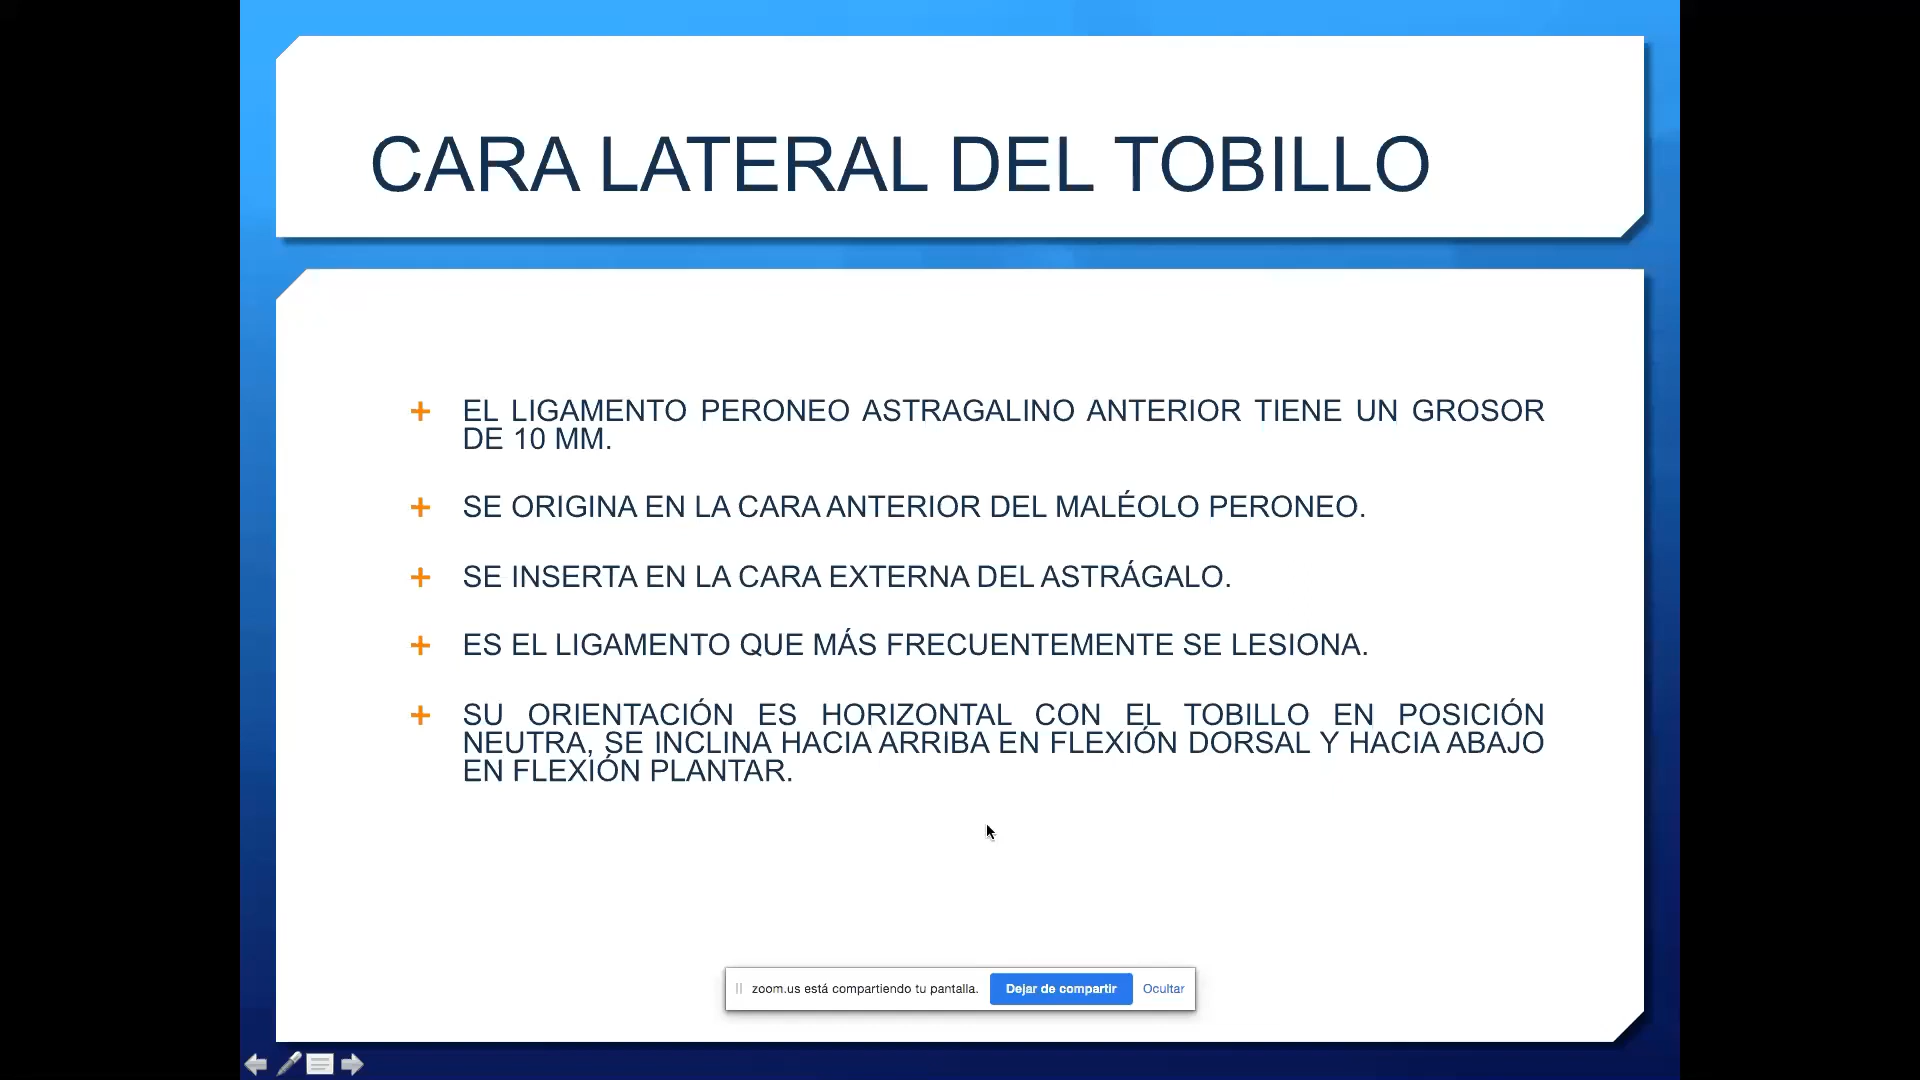 CARA LATERAL DEL TOBILLO
EL LIGAMENTO PERONEO ASTRAGALINO ANTERIOR TIENE UN GROSOR
DE 10 MM.
SE ORIGINA EN LA CARA ANTERIOR DEL MALÉOLO PERONEO.
SE INSERTA EN LA CARA EXTERNA DEL ASTRÁGALO.
ES EL LIGAMENTO QUE MÁS FRECUENTEMENTE SE LESIONA.
SU ORIENTACIÓN ES HORIZONTAL CON EL TOBILLO EN POSICIÓN
NEUTRA, SE INCLINA HACIA ARRIBA EN FLEXIÓN DORSAL Y HACIA ABAJO
EN FLEXIÓN PLANTAR.
zoom.us está compartiendo tu pantalla. Dejar de compartir Ocultar